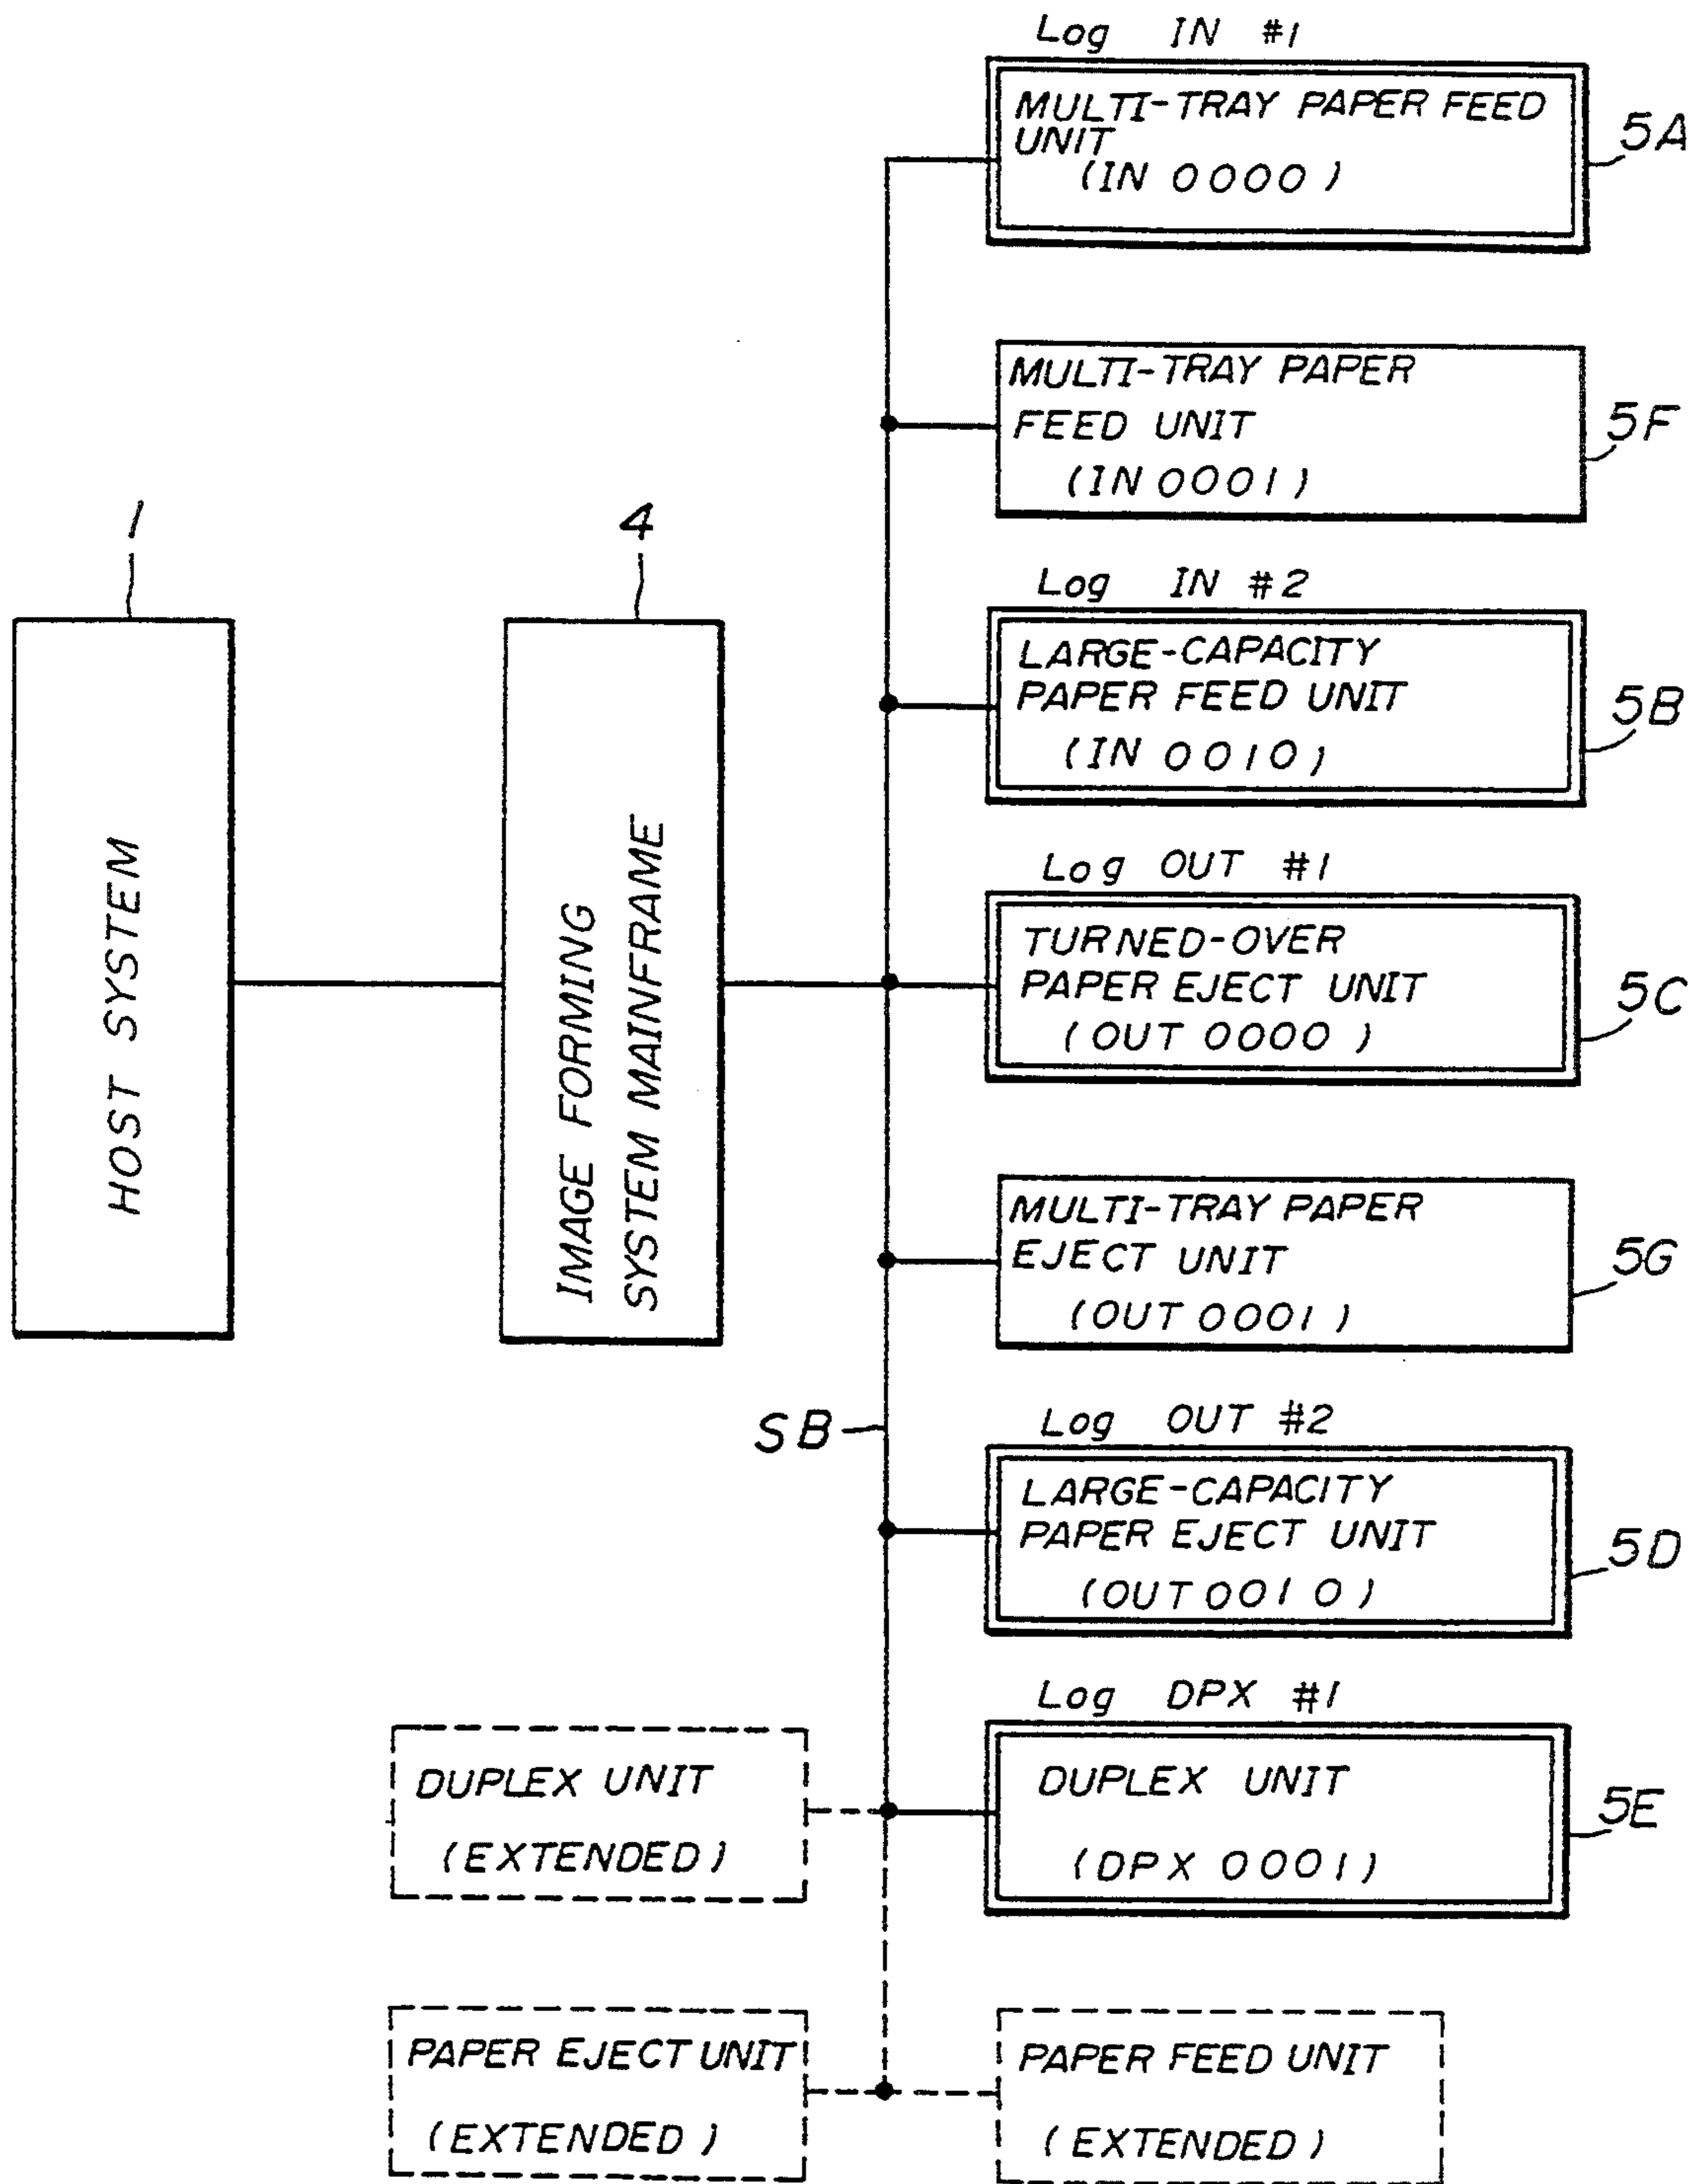 Log IN #1
MULTI-TRAY PAPER FEED
UNIT
(IN 0000)
5A
MULTI-TRAY PAPER
FEED UNIT
(IN 0001)
5F
1
4
Log IN #2
LARGE-CAPACITY
PAPER FEED UNIT
(IN 0010)
5B
HOST SYSTEM
IMAGE FORMING
SYSTEM MAINFRAME
Log OUT #1
TURNED-OVER
PAPER EJECT UNIT
(OUT 0000)
5C
MULTI-TRAY PAPER
EJECT UNIT
(OUT 0001)
5G
SB
Log OUT #2
LARGE-CAPACITY
PAPER EJECT UNIT
(OUT 0010)
5D
Log DPX #1
DUPLEX UNIT
(EXTENDED)
DUPLEX UNIT
(DPX 0001)
5E
PAPER EJECT UNIT
(EXTENDED)
PAPER FEED UNIT
(EXTENDED)